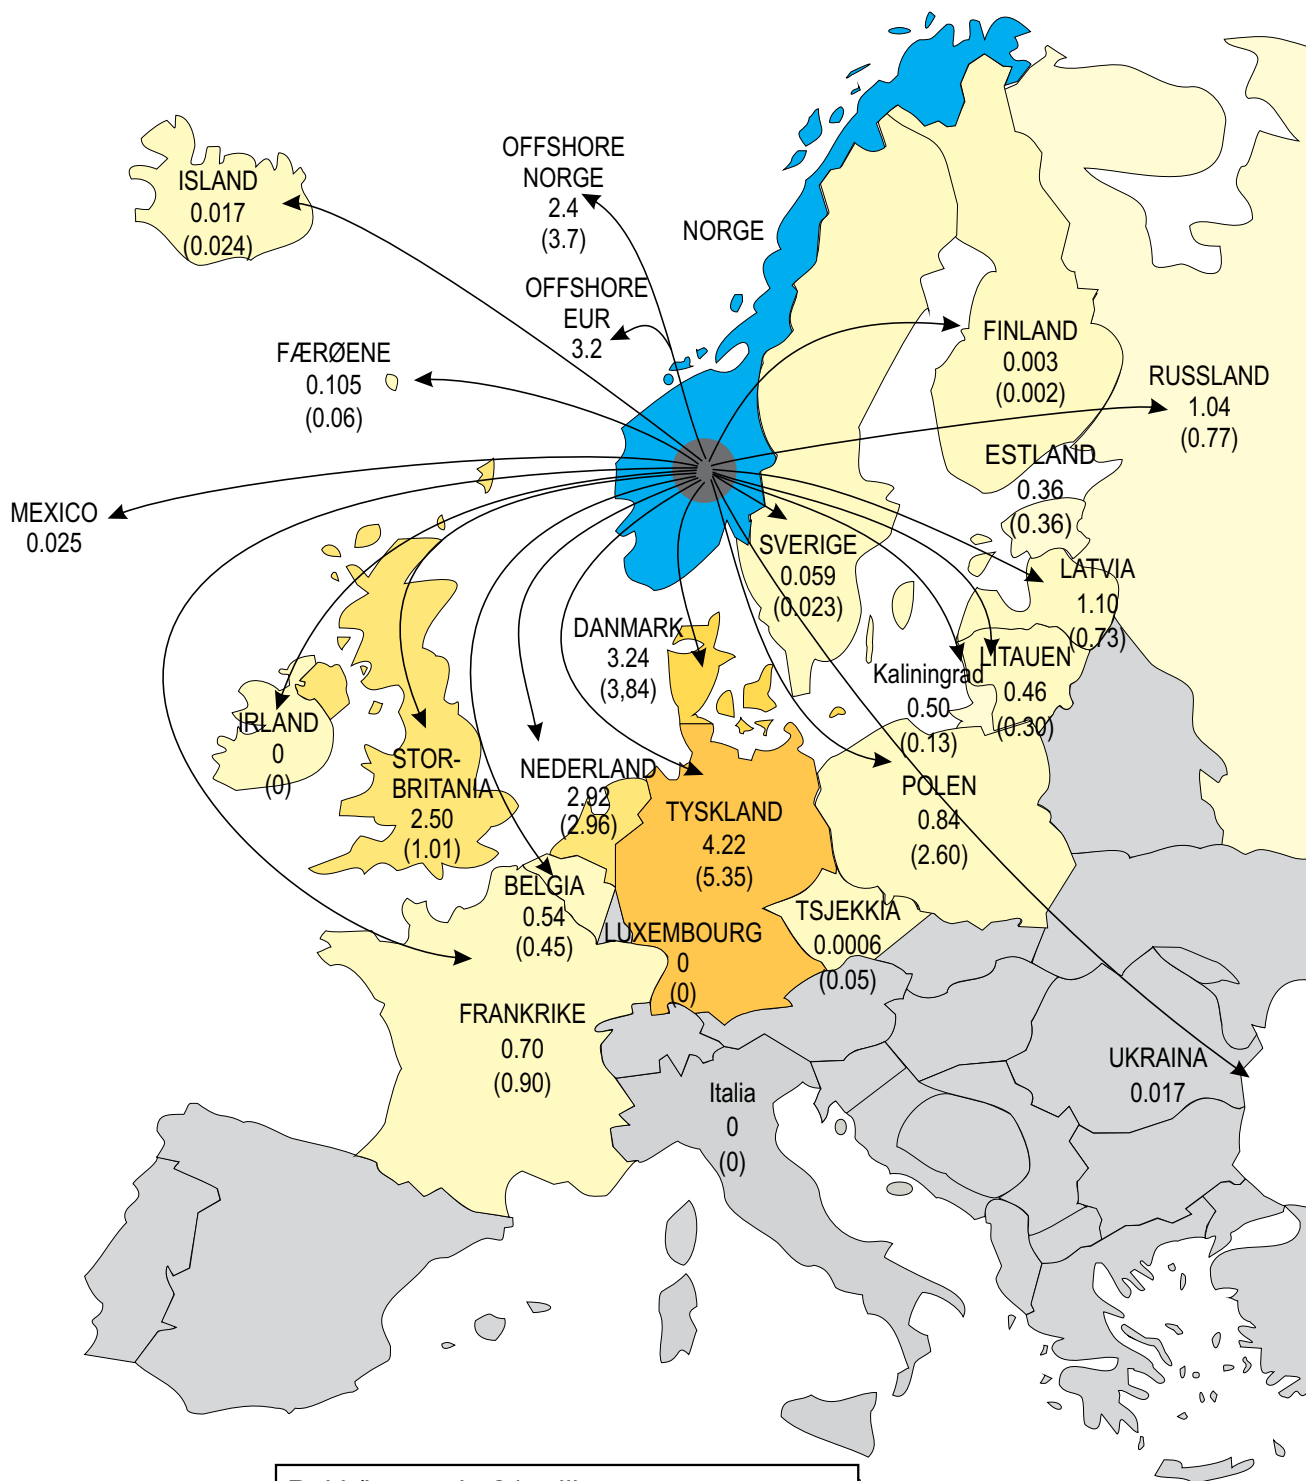 OFFSHORE
NORGE
2.4
(3.7)
ISLAND
0.017
(0.024)
NORGE
OFFSHORE
EUR
3.2
FINLAND
0.003
(0.002)
FÆRØENE
0.105
(0.06)
RUSSLAND
1.04
(0.77)
ESTLAND
0.36
(0.36)
MEXICO
0.025
SVERIGE
0.059
(0.023)
LATVIA
1.10
(0.73)
DANMARK
3.24
(3,84)
LITAUEN
0.46
(0.30)
Kaliningrad
0.50
(0.13)
IRLAND
0
(0)
STOR-
BRITANIA
2.50
(1.01)
NEDERLAND
2.92
(2.96)
TYSKLAND
4.22
(5.35)
POLEN
0.84
(2.60)
BELGIA
0.54
(0.45)
LUXEMBOURG
0
(0)
TSJEKKIA
0.0006
(0.05)
FRANKRIKE
0.70
(0.90)
UKRAINA
0.017
Italia
0
(0)